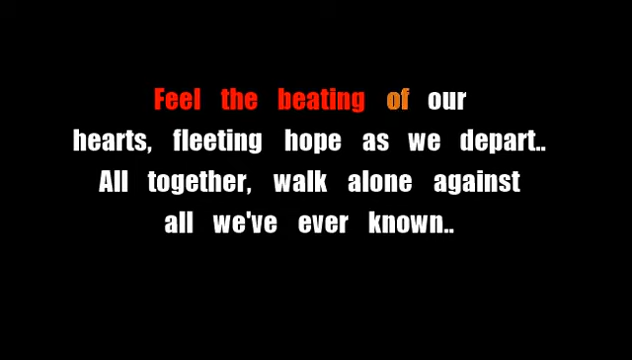 Feel the beating of our
hearts, fleeting hope as we depart..
All together, walk alone against
all we've ever known..